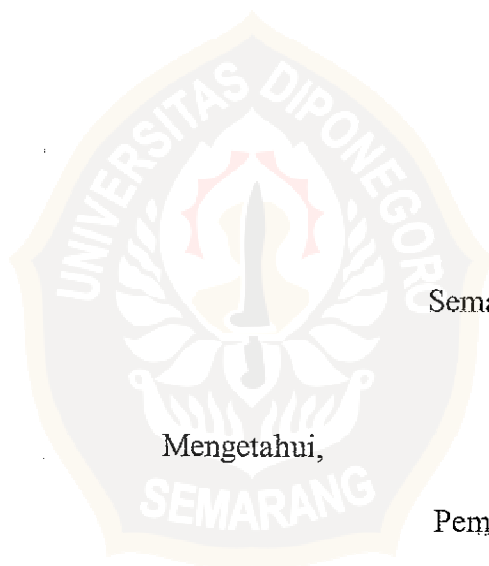 UNIVERSITAS DIPONEGORO
Sema
Mengetahui,
SEMARANG
Pem